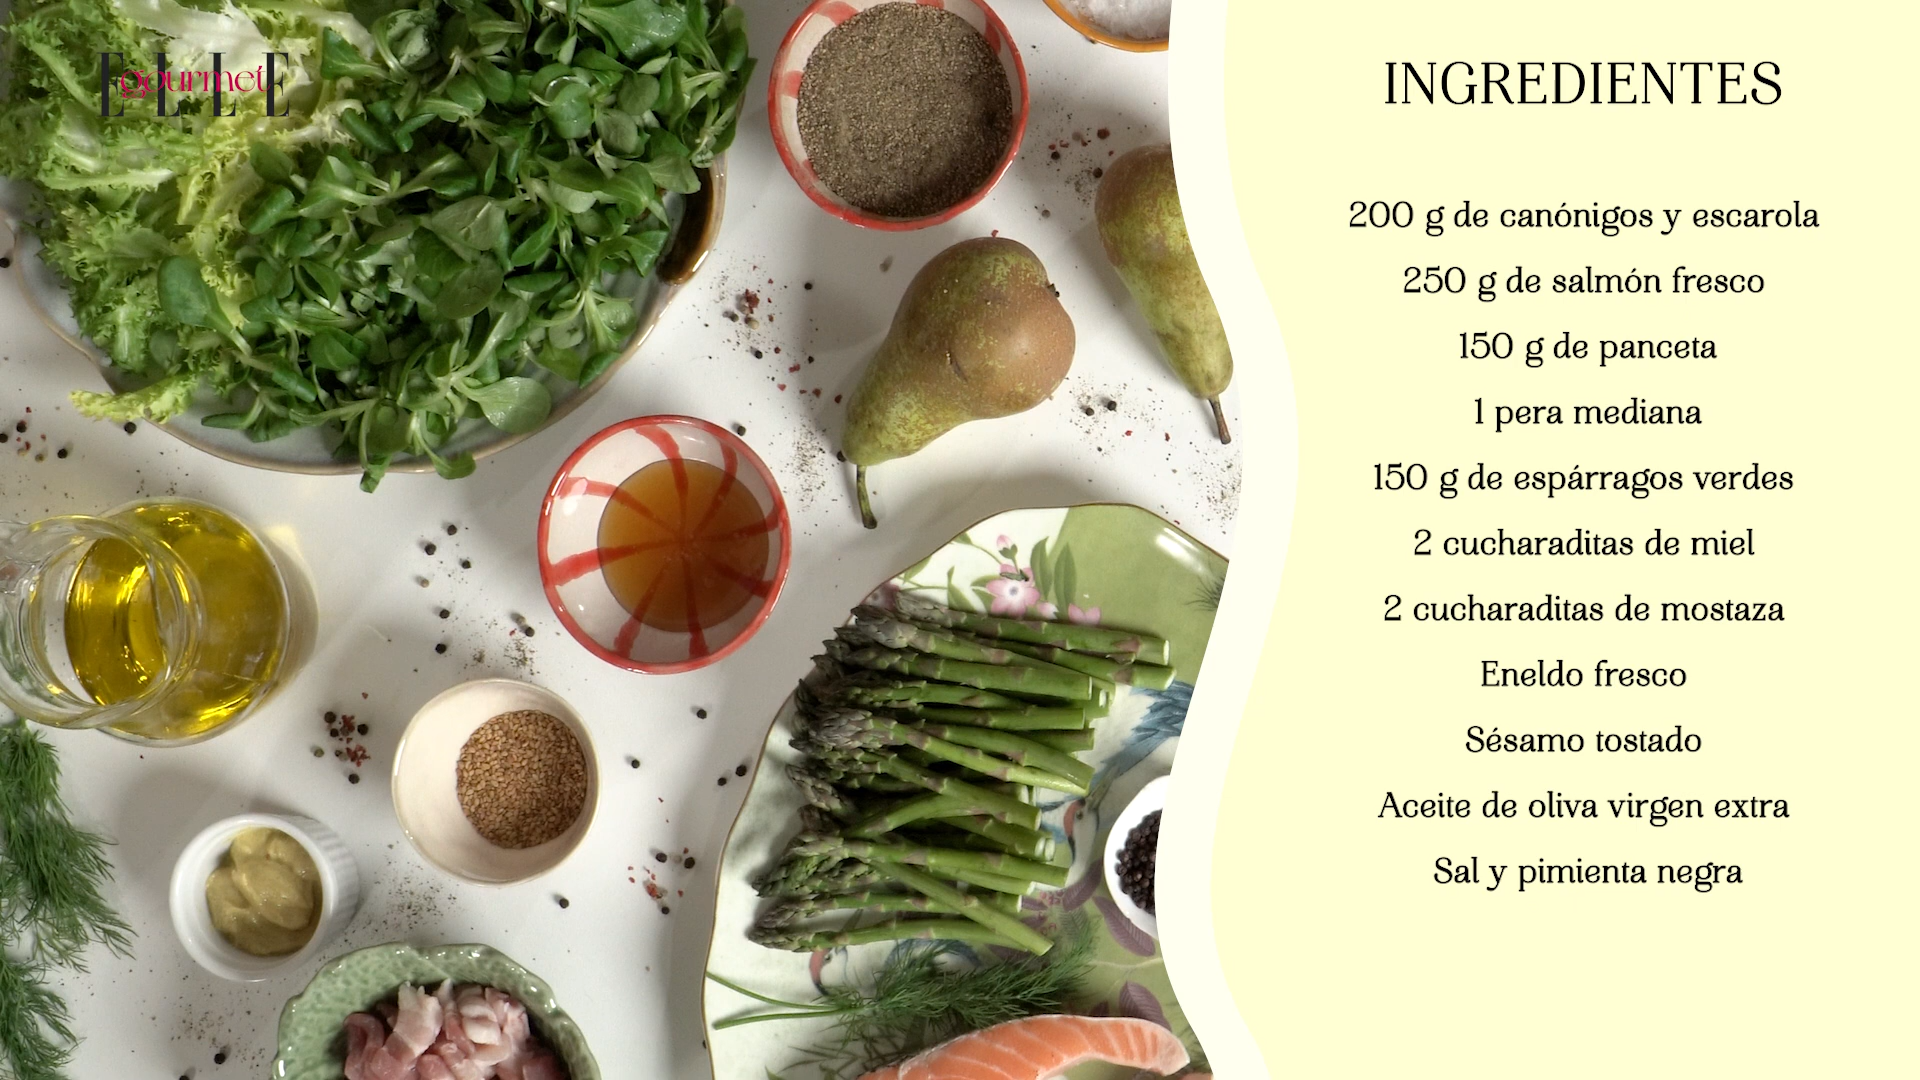 ELLE
gourmet
INGREDIENTES
200 g de canónigos y escarola
250 g de salmón fresco
150 g de panceta
1 pera mediana
150 g de espárragos verdes
2 cucharaditas de miel
2 cucharaditas de mostaza
Eneldo fresco
Sésamo tostado
Aceite de oliva virgen extra
Sal y pimienta negra